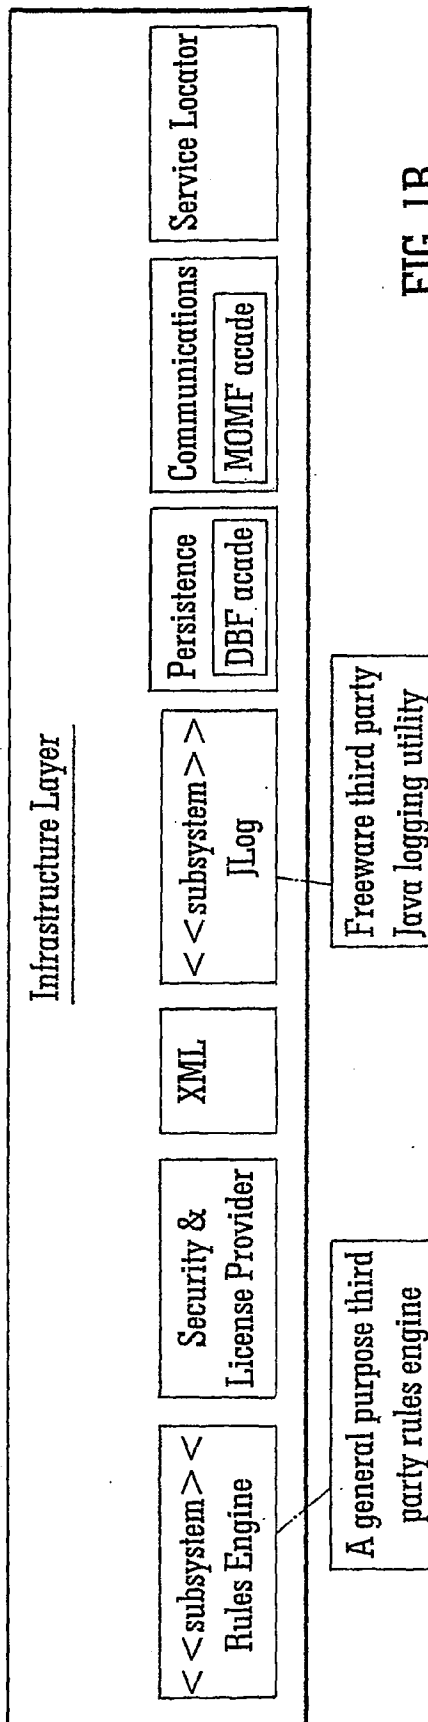 Infrastructure Layer
<<subsystem><
Rules Engine
Security &
License Provider
XML
<<subsystem>>
JLog
Persistence
DBF acade
Communications
MOMF acade
Service Locator
A general purpose third
party rules engine
Freeware third party
Java logging utility
FIG. 1B